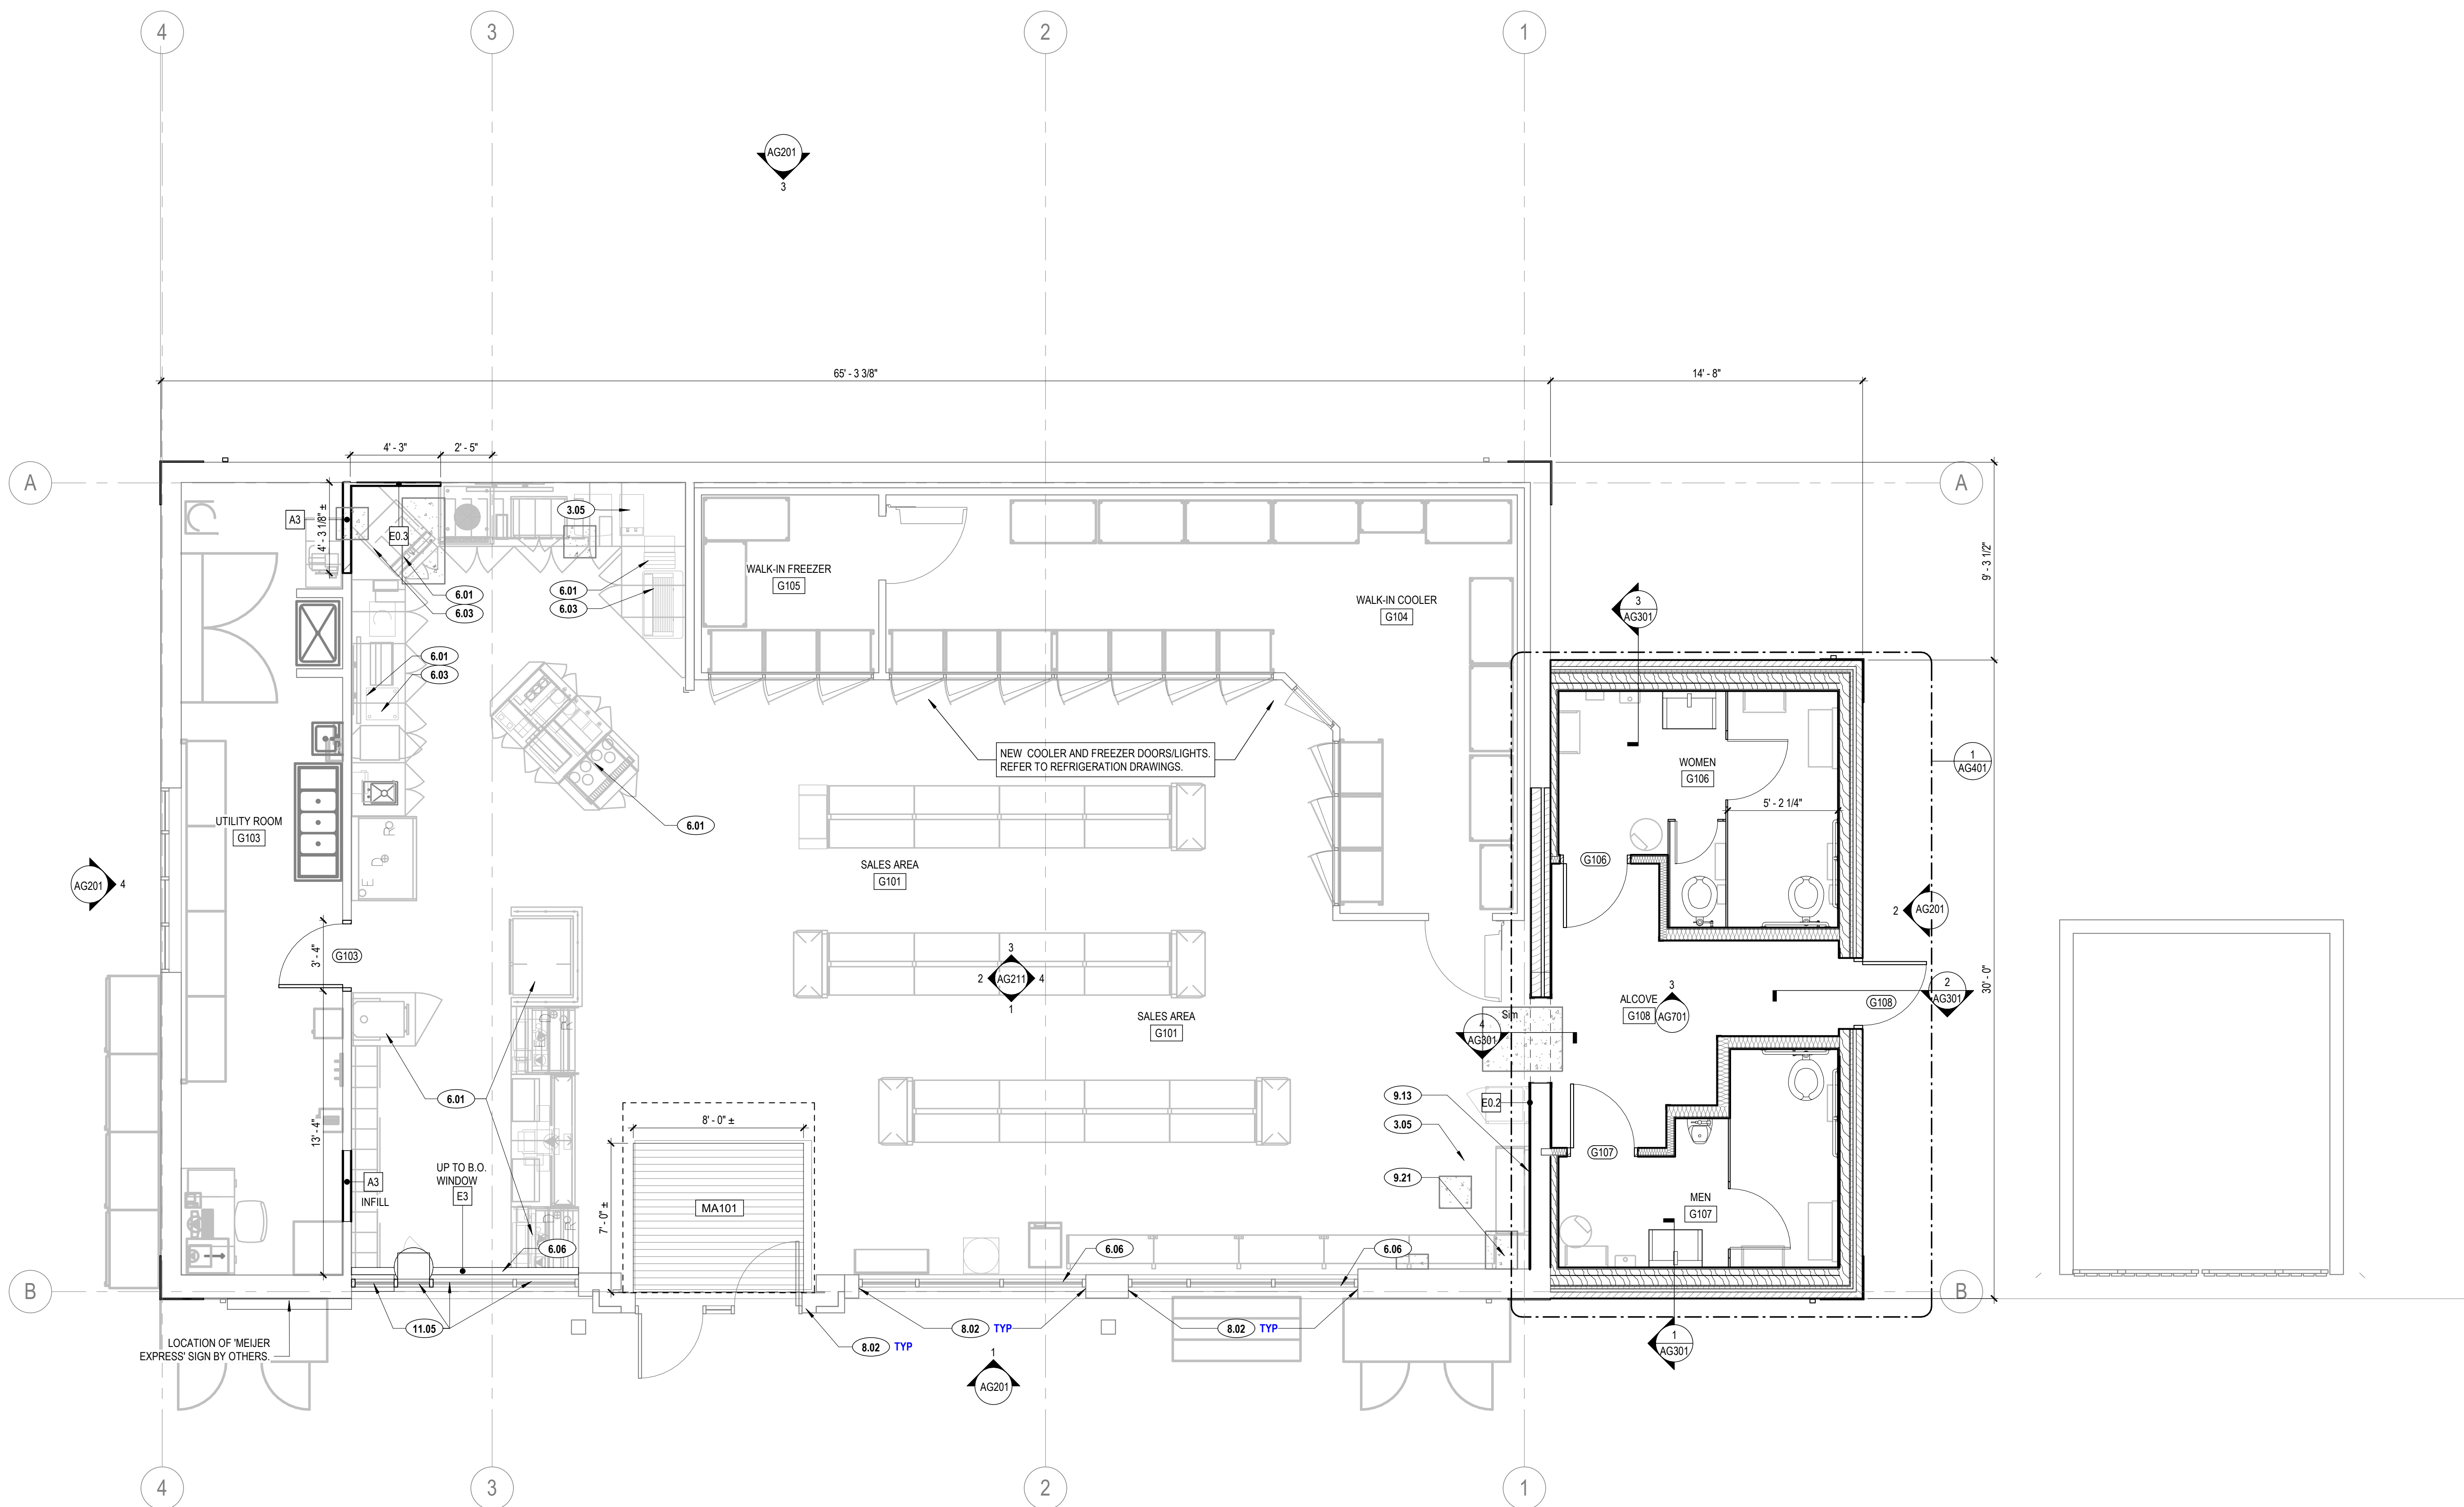 4
3
2
1
AG201
3
65' - 3 3/8"
14' - 8"
4' - 3"
2' - 5"
A
A
9' - 3 1/2"
A3
4' - 3 1/8" ±
E0.3
3.05
WALK-IN FREEZER
G105
6.01
6.03
6.01
6.03
WALK-IN COOLER
G104
3
AG301
6.01
6.03
NEW COOLER AND FREEZER DOORS/LIGHTS.
REFER TO REFRIGERATION DRAWINGS.
1
AG401
WOMEN
G106
5' - 2 1/4"
UTILITY ROOM
G103
6.01
SALES AREA
G101
G106
AG201
4
2
AG201
3' - 4"
G103
3
2
AG211
4
1
30' - 0"
2
AG301
G108
3
ALCOVE
G108
AG701
SALES AREA
G101
Sim
4
AG301
6.01
9.13
E0.2
3.05
8' - 0" ±
13' - 4"
G107
UP TO B.O.
WINDOW
E3
A3
INFILL
9.21
MEN
G107
7' - 0" ±
MA101
6.06
6.06
6.06
B
B
11.05
8.02 TYP
8.02 TYP
8.02 TYP
LOCATION OF 'MEIJER
EXPRESS' SIGN BY OTHERS.
1
AG301
1
AG201
4
3
2
1